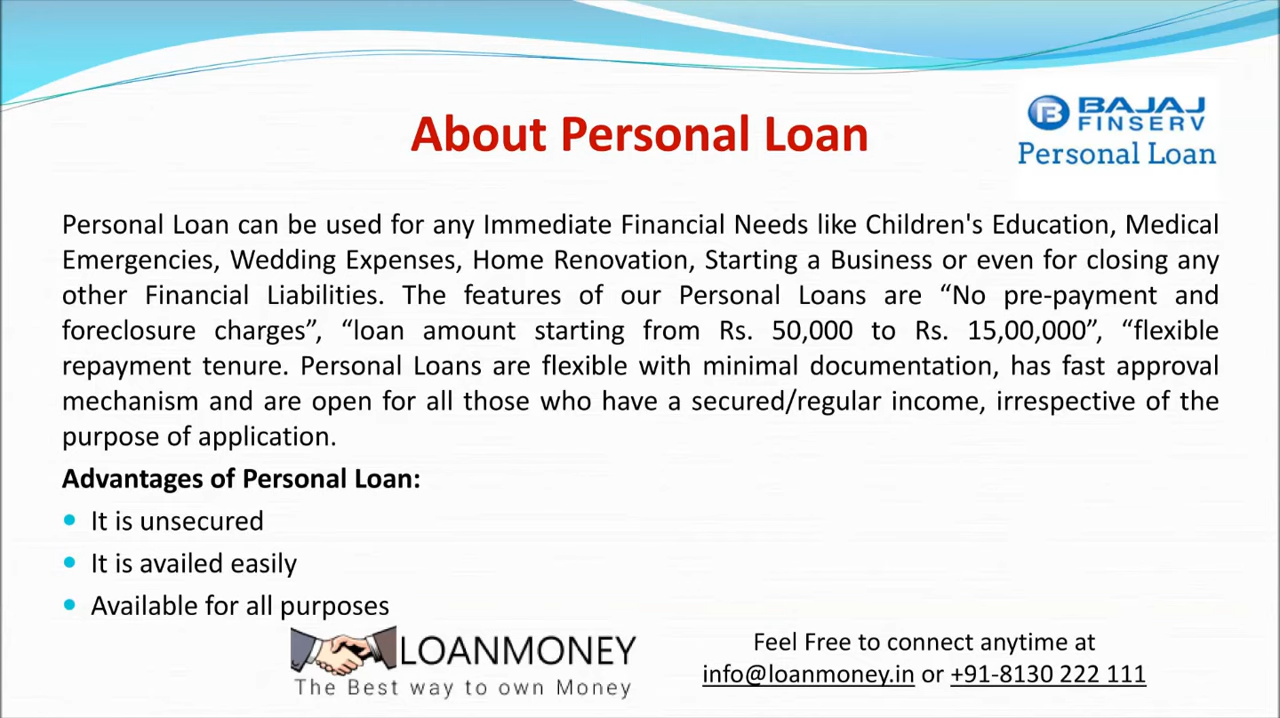 BAJAJ
FINSERV
Personal Loan
About Personal Loan
Personal Loan can be used for any Immediate Financial Needs like Children's Education, Medical
Emergencies, Wedding Expenses, Home Renovation, Starting a Business or even for closing any
other Financial Liabilities. The features of our Personal Loans are “No pre-payment and
foreclosure charges”, “loan amount starting from Rs. 50,000 to Rs. 15,00,000”, “flexible
repayment tenure. Personal Loans are flexible with minimal documentation, has fast approval
mechanism and are open for all those who have a secured/regular income, irrespective of the
purpose of application.
Advantages of Personal Loan:
• It is unsecured
• It is availed easily
• Available for all purposes
LOANMONEY
The Best way to own Money
Feel Free to connect anytime at
info@loanmoney.in or +91-8130 222 111